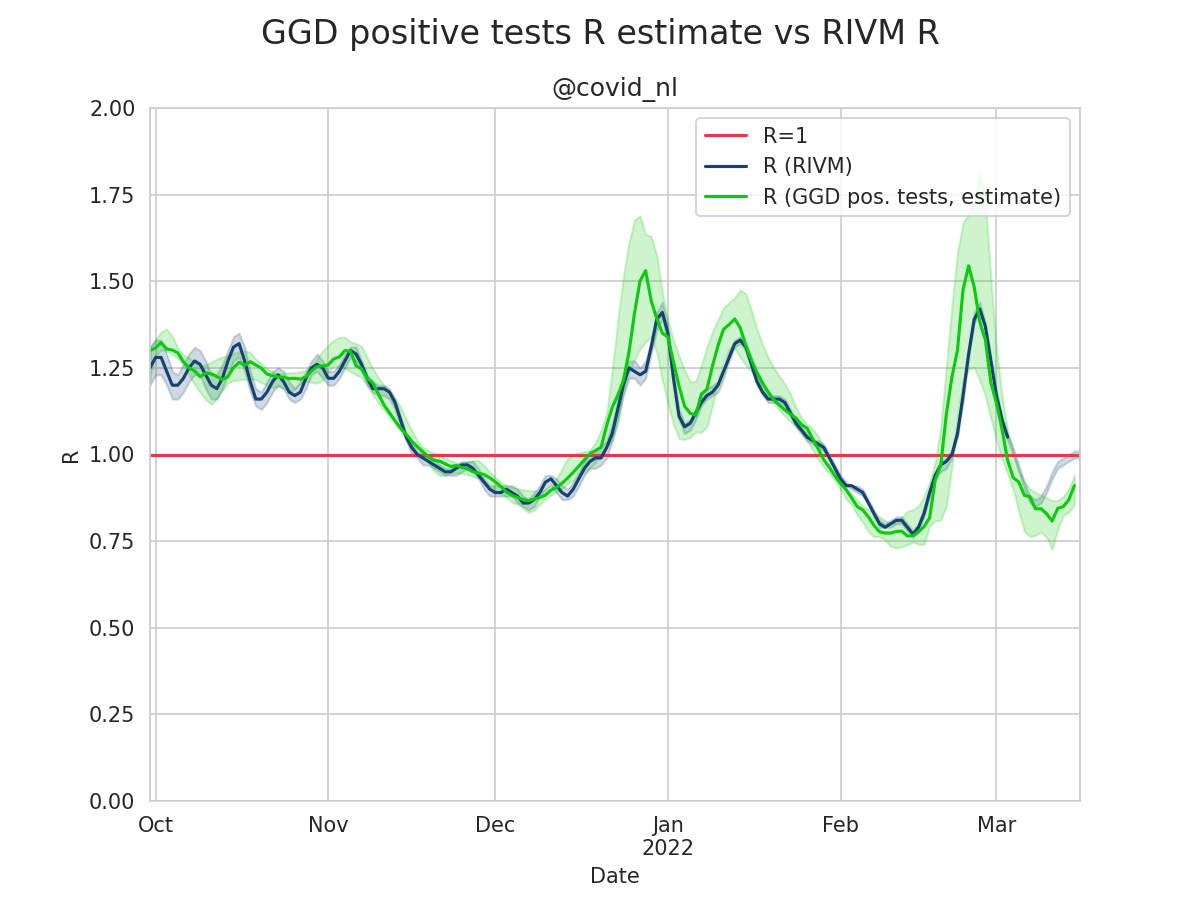 GGD positive tests R estimate vs RIVM R
@covid_nl
2.00
1.75
1.50
1.25
1.00
0.75
0.50
0.25
0.00
R
R=1
R (RIVM)
R (GGD pos. tests, estimate)
Oct Nov Dec Jan Feb Mar
2022
Date